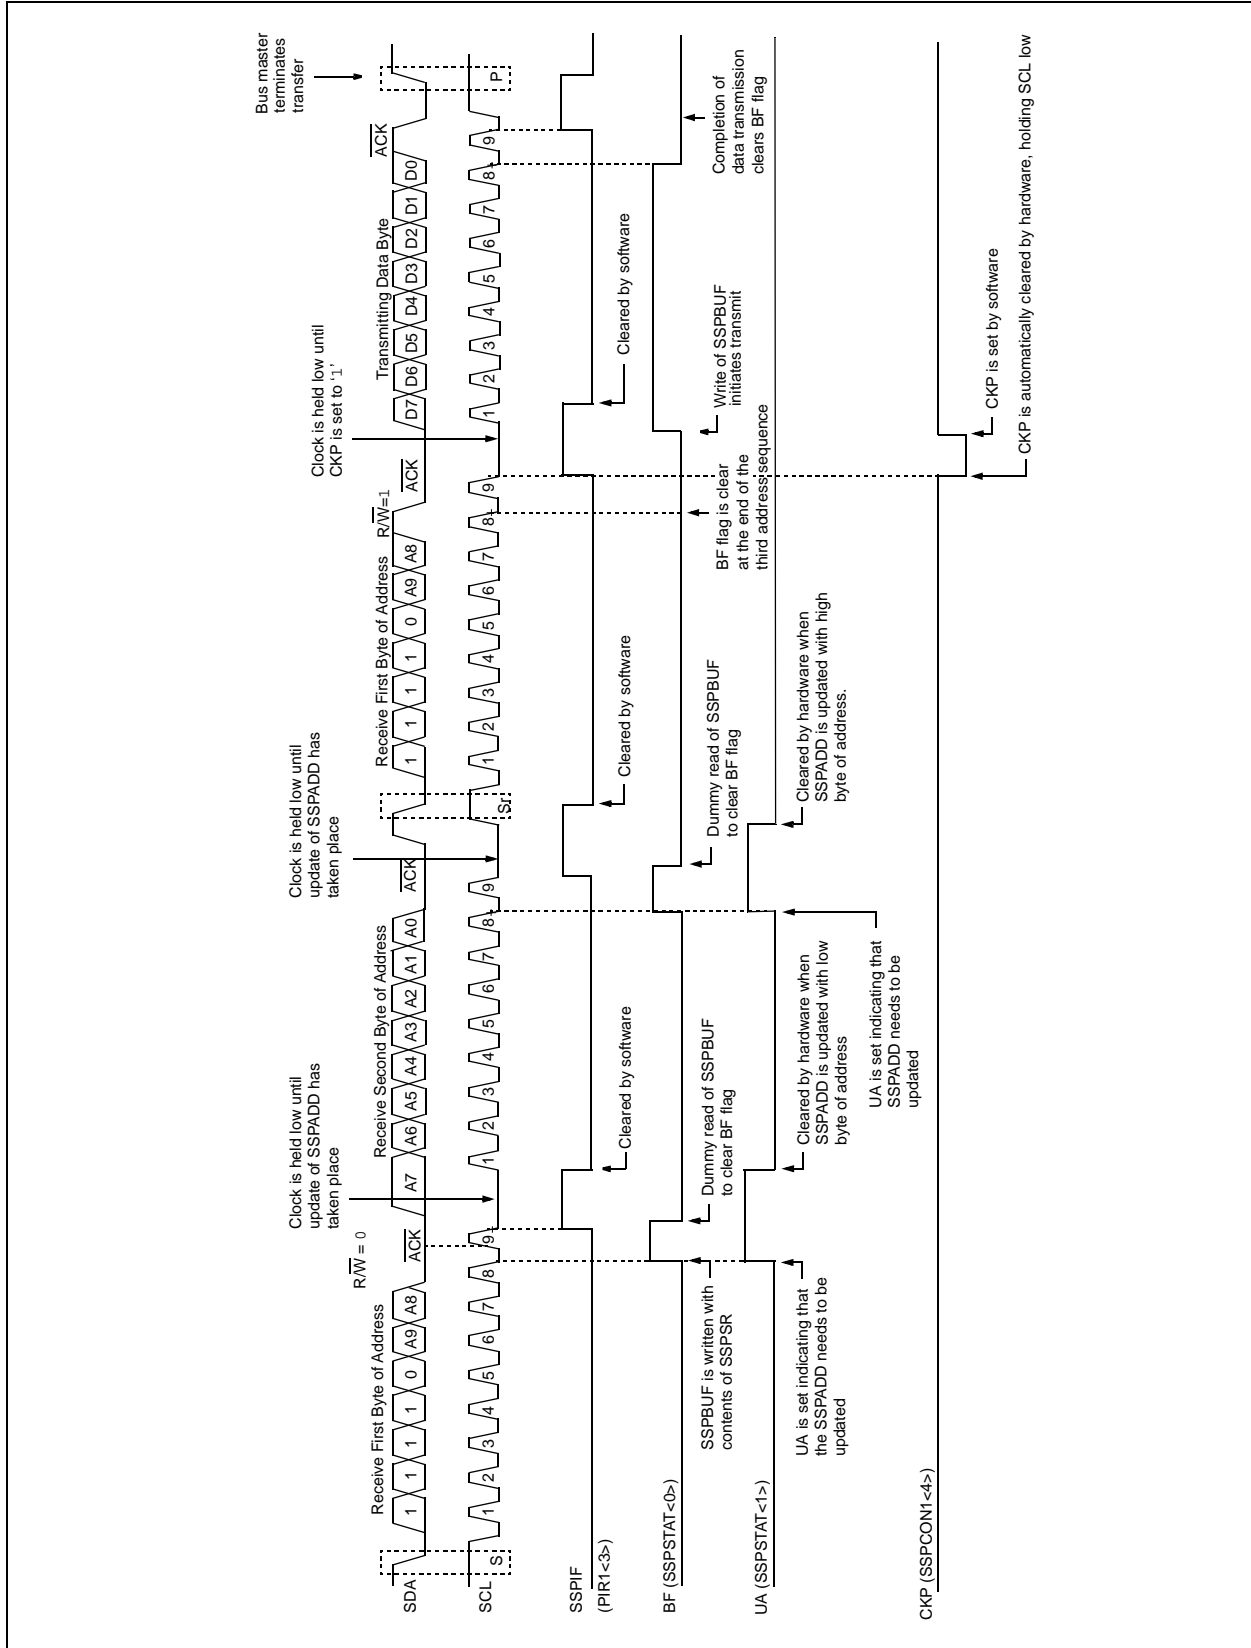 Bus master
terminates
transfer
Clock is held low until
CKP is set to ‘1’
Clock is held low until
update of SSPADD has
taken place
Clock is held low until
update of SSPADD has
taken place
R/W = 0
Receive First Byte of Address
ACK
Receive Second Byte of Address
ACK
Receive First Byte of Address
R/W=1
ACK
Transmitting Data Byte
ACK
SDA
1 1 1 1 0 A9 A8
A7 A6 A5 A4 A3 A2 A1 A0
1 1 1 1 0 A9 A8
D7 D6 D5 D4 D3 D2 D1 D0
SCL
S
1 2 3 4 5 6 7 8 9
1 2 3 4 5 6 7 8 9
Sr
1 2 3 4 5 6 7 8 9
1 2 3 4 5 6 7 8 9
P
SSPIF
(PIR1<3>)
Cleared by software
Cleared by software
Cleared by software
BF (SSPSTAT<0>)
SSPBUF is written with
contents of SSPSR
Dummy read of SSPBUF
to clear BF flag
Dummy read of SSPBUF
to clear BF flag
BF flag is clear
at the end of the
third address sequence
Write of SSPBUF
initiates transmit
Completion of
data transmission
clears BF flag
UA (SSPSTAT<1>)
UA is set indicating that
the SSPADD needs to be
updated
Cleared by hardware when
SSPADD is updated with low
byte of address
UA is set indicating that
SSPADD needs to be
updated
Cleared by hardware when
SSPADD is updated with high
byte of address.
CKP (SSPCON1<4>)
CKP is set by software
CKP is automatically cleared by hardware, holding SCL low